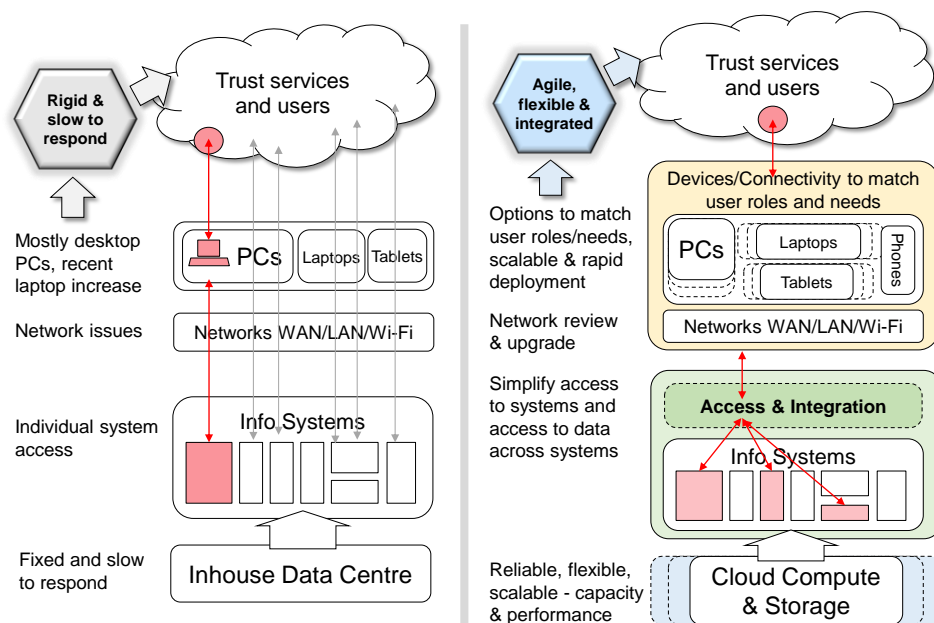 Trust services
and users
Rigid &
slow to
respond
Mostly desktop
PCs, recent
laptop increase
PCs
Laptops
Tablets
Network issues
Networks WAN/LAN/Wi-Fi
Individual system
access
Info Systems
Fixed and slow
to respond
Inhouse Data Centre
Trust services
and users
Agile,
flexible &
integrated
Devices/Connectivity to match
user roles and needs
Options to match
user roles/needs,
scalable & rapid
deployment
PCs
Laptops
Tablets
Phones
Network review
& upgrade
Networks WAN/LAN/Wi-Fi
Simplify access
to systems and
access to data
across systems
Access & Integration
Info Systems
Reliable, flexible,
scalable - capacity
& performance
Cloud Compute
& Storage